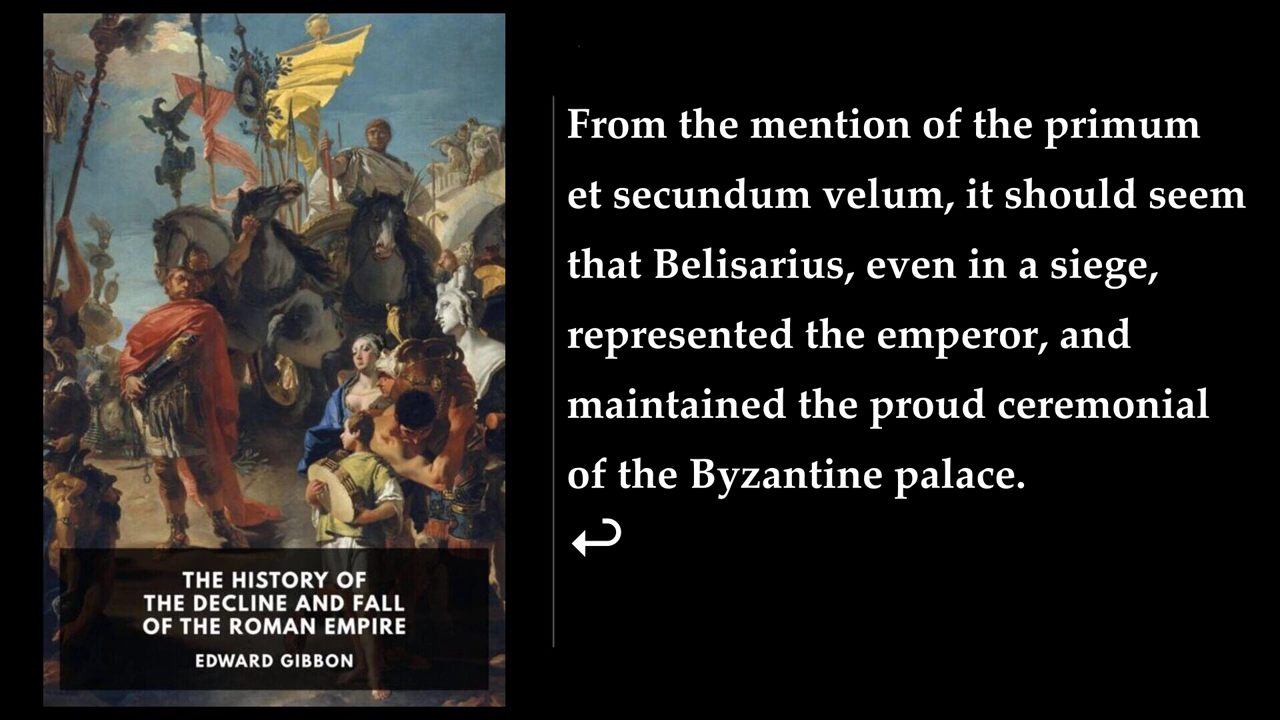 THE HISTORY OF
THE DECLINE AND FALL
OF THE ROMAN EMPIRE
EDWARD GIBBON
From the mention of the primum
et secundum velum, it should seem
that Belisarius, even in a siege,
represented the emperor, and
maintained the proud ceremonial
of the Byzantine palace.
↩